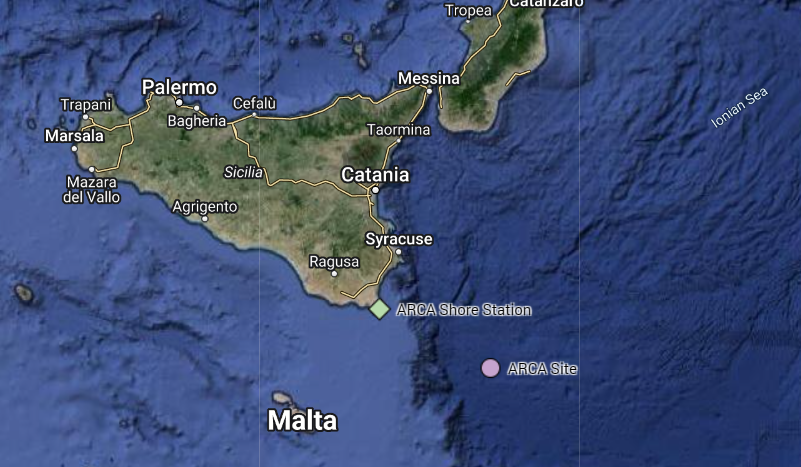 Tropea
Catanzaro
Messina
Palermo
Cefalù
Trapani
Bagheria
Ionian Sea
Taormina
Marsala
Sicilia
Catania
Mazara
del Vallo
Agrigento
Syracuse
Ragusa
ARCA Shore Station
ARCA Site
Malta